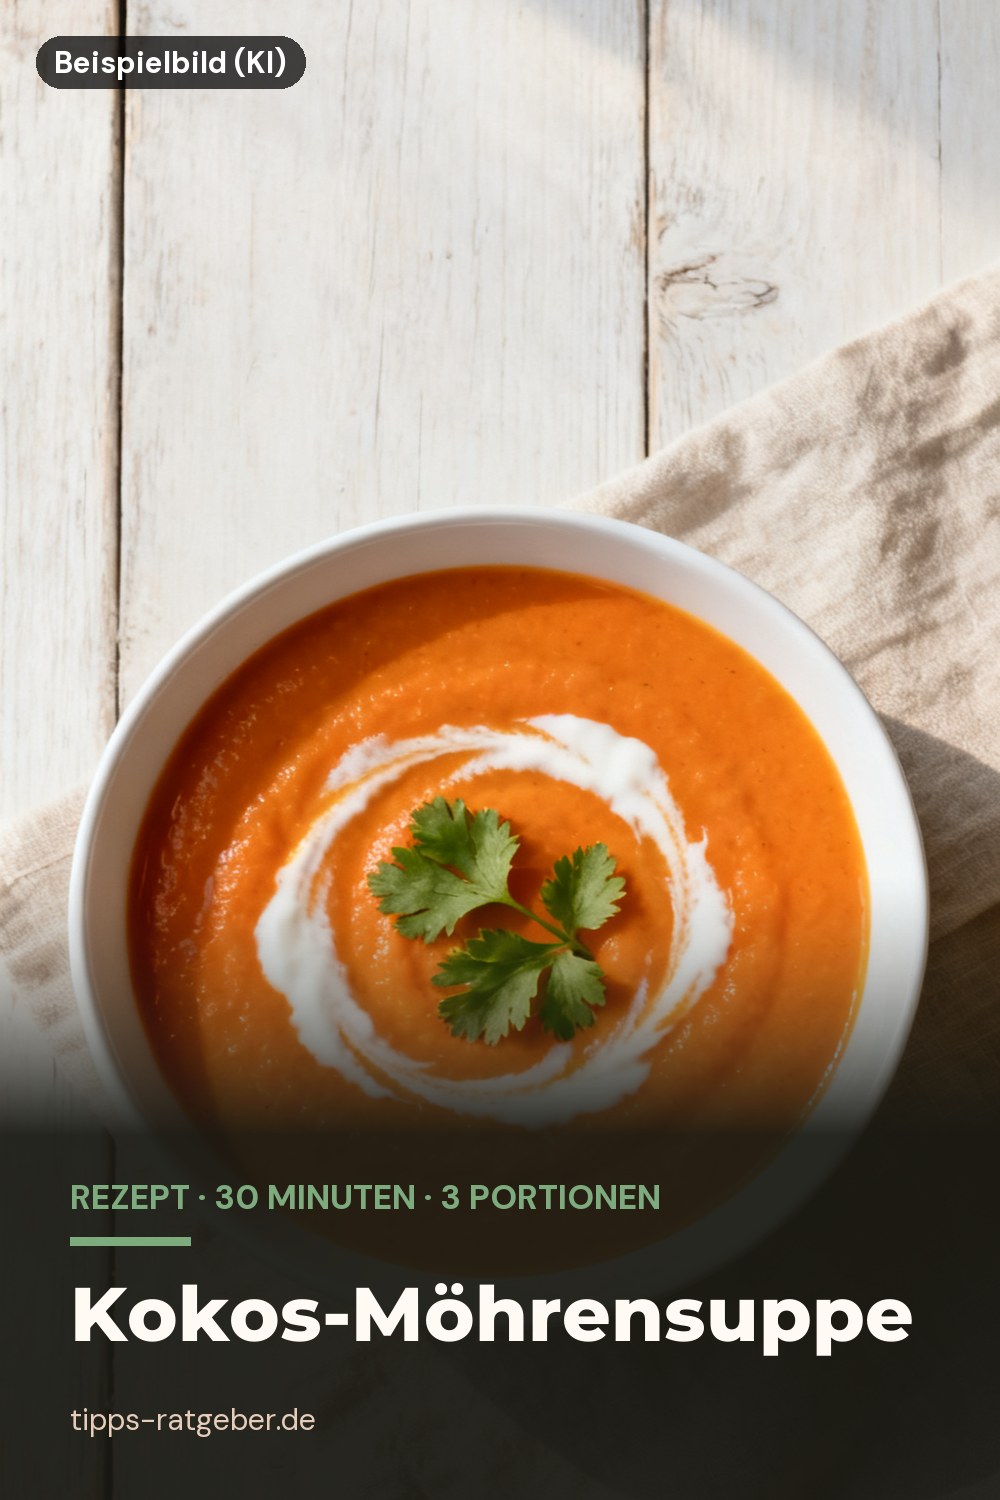 Beispielbild (KI)
REZEPT · 30 MINUTEN · 3 PORTIONEN
Kokos-Möhrensuppe
tipps-ratgeber.de